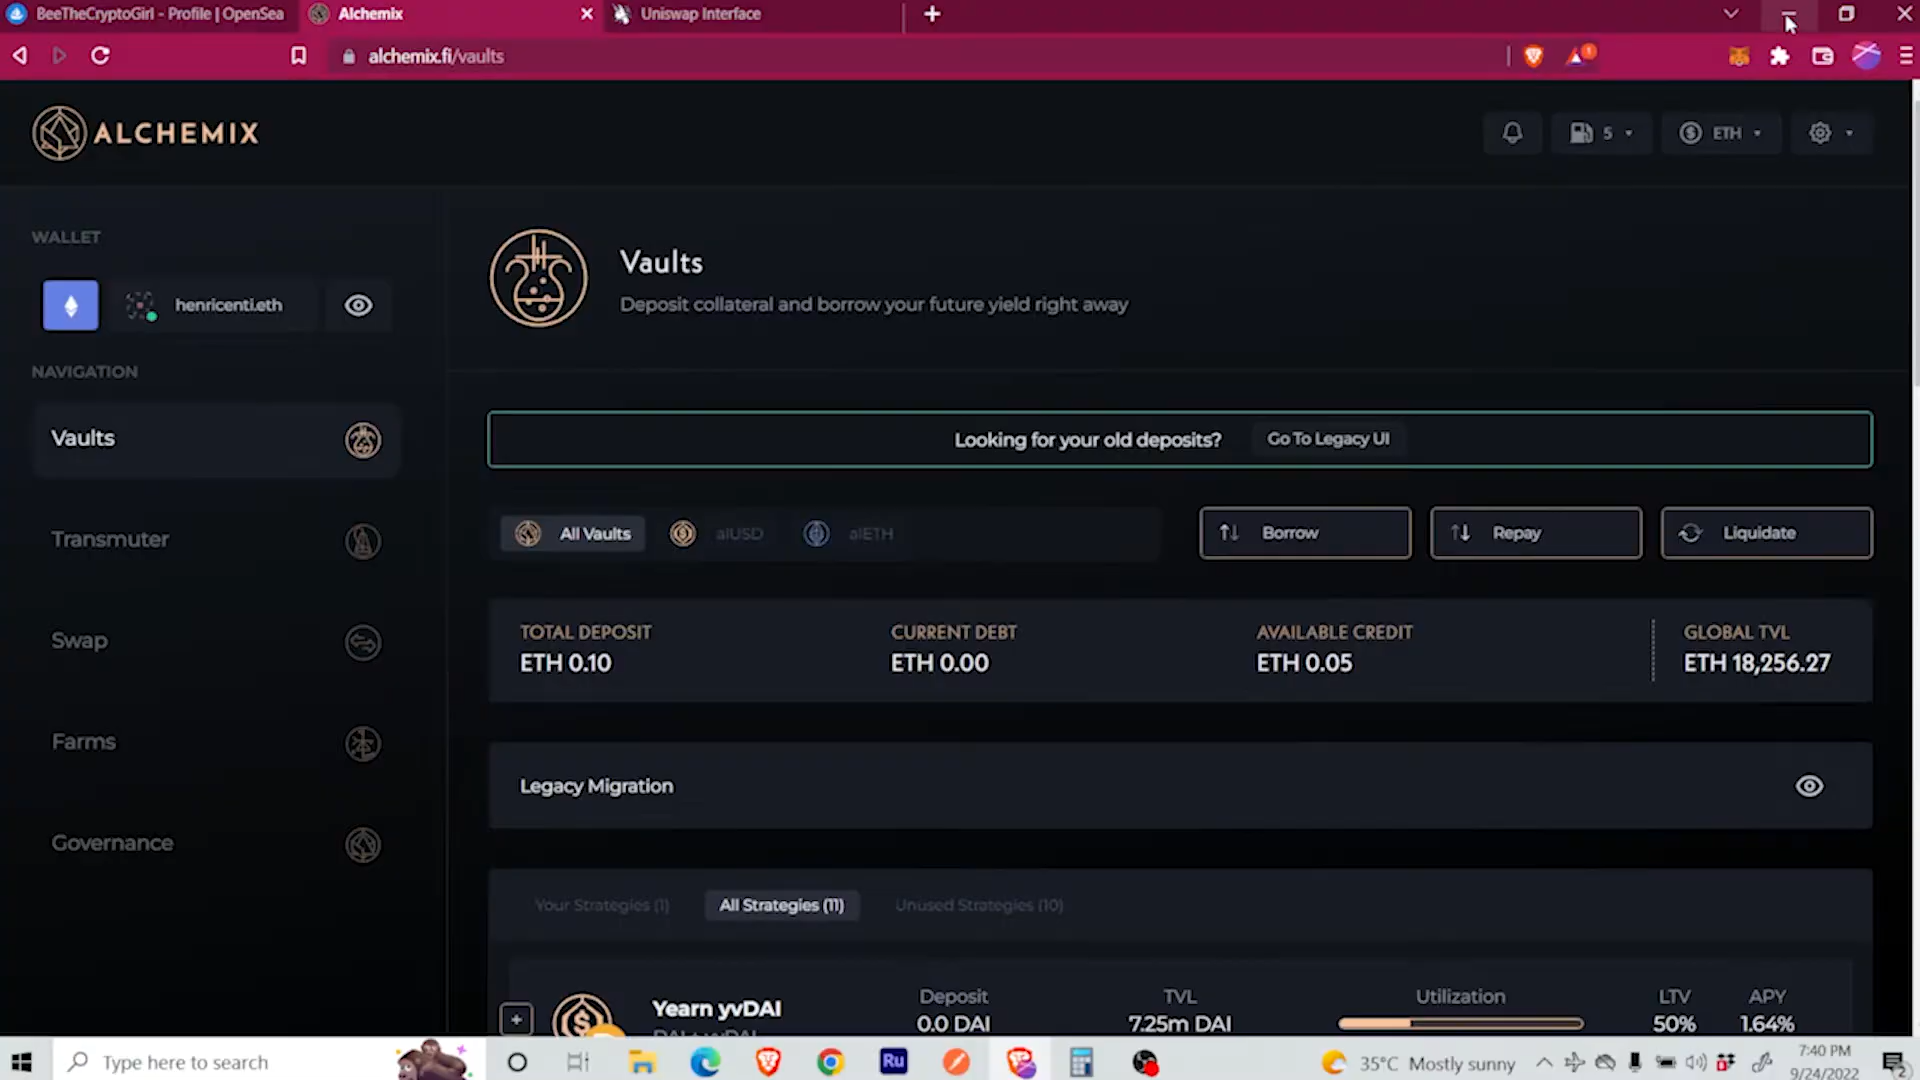 BeeTheCryptoGirl - Profile | OpenSea
Alchemix
Uniswap Interface
alchemix.fi/vaults
1
ALCHEMIX
5
ETH
WALLET
henricenti.eth
Vaults
Deposit collateral and borrow your future yield right away
NAVIGATION
Vaults
Transmuter
Swap
Farms
Governance
Looking for your old deposits?
Go To Legacy UI
All Vaults
alUSD
alETH
Borrow
Repay
Liquidate
TOTAL DEPOSIT
ETH 0.10
CURRENT DEBT
ETH 0.00
AVAILABLE CREDIT
ETH 0.05
GLOBAL TVL
ETH 18,256.27
Legacy Migration
Your Strategies (1)
All Strategies (11)
Unused Strategies (10)
Yearn yvDAI
Deposit
0.0 DAI
TVL
7.25m DAI
Utilization
LTV
50%
APY
1.64%
Type here to search
Ru
35°C Mostly sunny
7:40 PM
9/24/2022
2